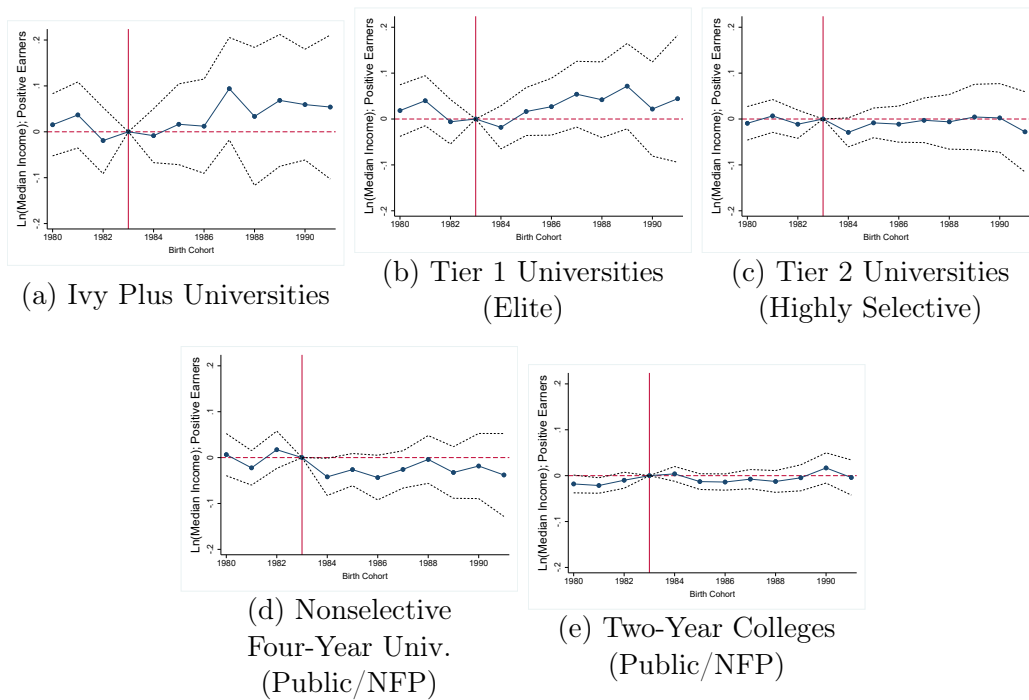 Ln(Median Income); Positive Earners
.2
.1
0
-.1
-.2
1980 1982 1984 1986 1988 1990
Birth Cohort
(a) Ivy Plus Universities
Ln(Median Income); Positive Earners
.2
.1
0
-.1
-.2
1980 1982 1984 1986 1988 1990
Birth Cohort
(b) Tier 1 Universities
(Elite)
Ln(Median Income); Positive Earners
.2
.1
0
-.1
-.2
1980 1982 1984 1986 1988 1990
Birth Cohort
(c) Tier 2 Universities
(Highly Selective)
Ln(Median Income); Positive Earners
.2
.1
0
-.1
-.2
1980 1982 1984 1986 1988 1990
Birth Cohort
(d) Nonselective
Four-Year Univ.
(Public/NFP)
Ln(Median Income); Positive Earners
.2
.1
0
-.1
-.2
1980 1982 1984 1986 1988 1990
Birth Cohort
(e) Two-Year Colleges
(Public/NFP)